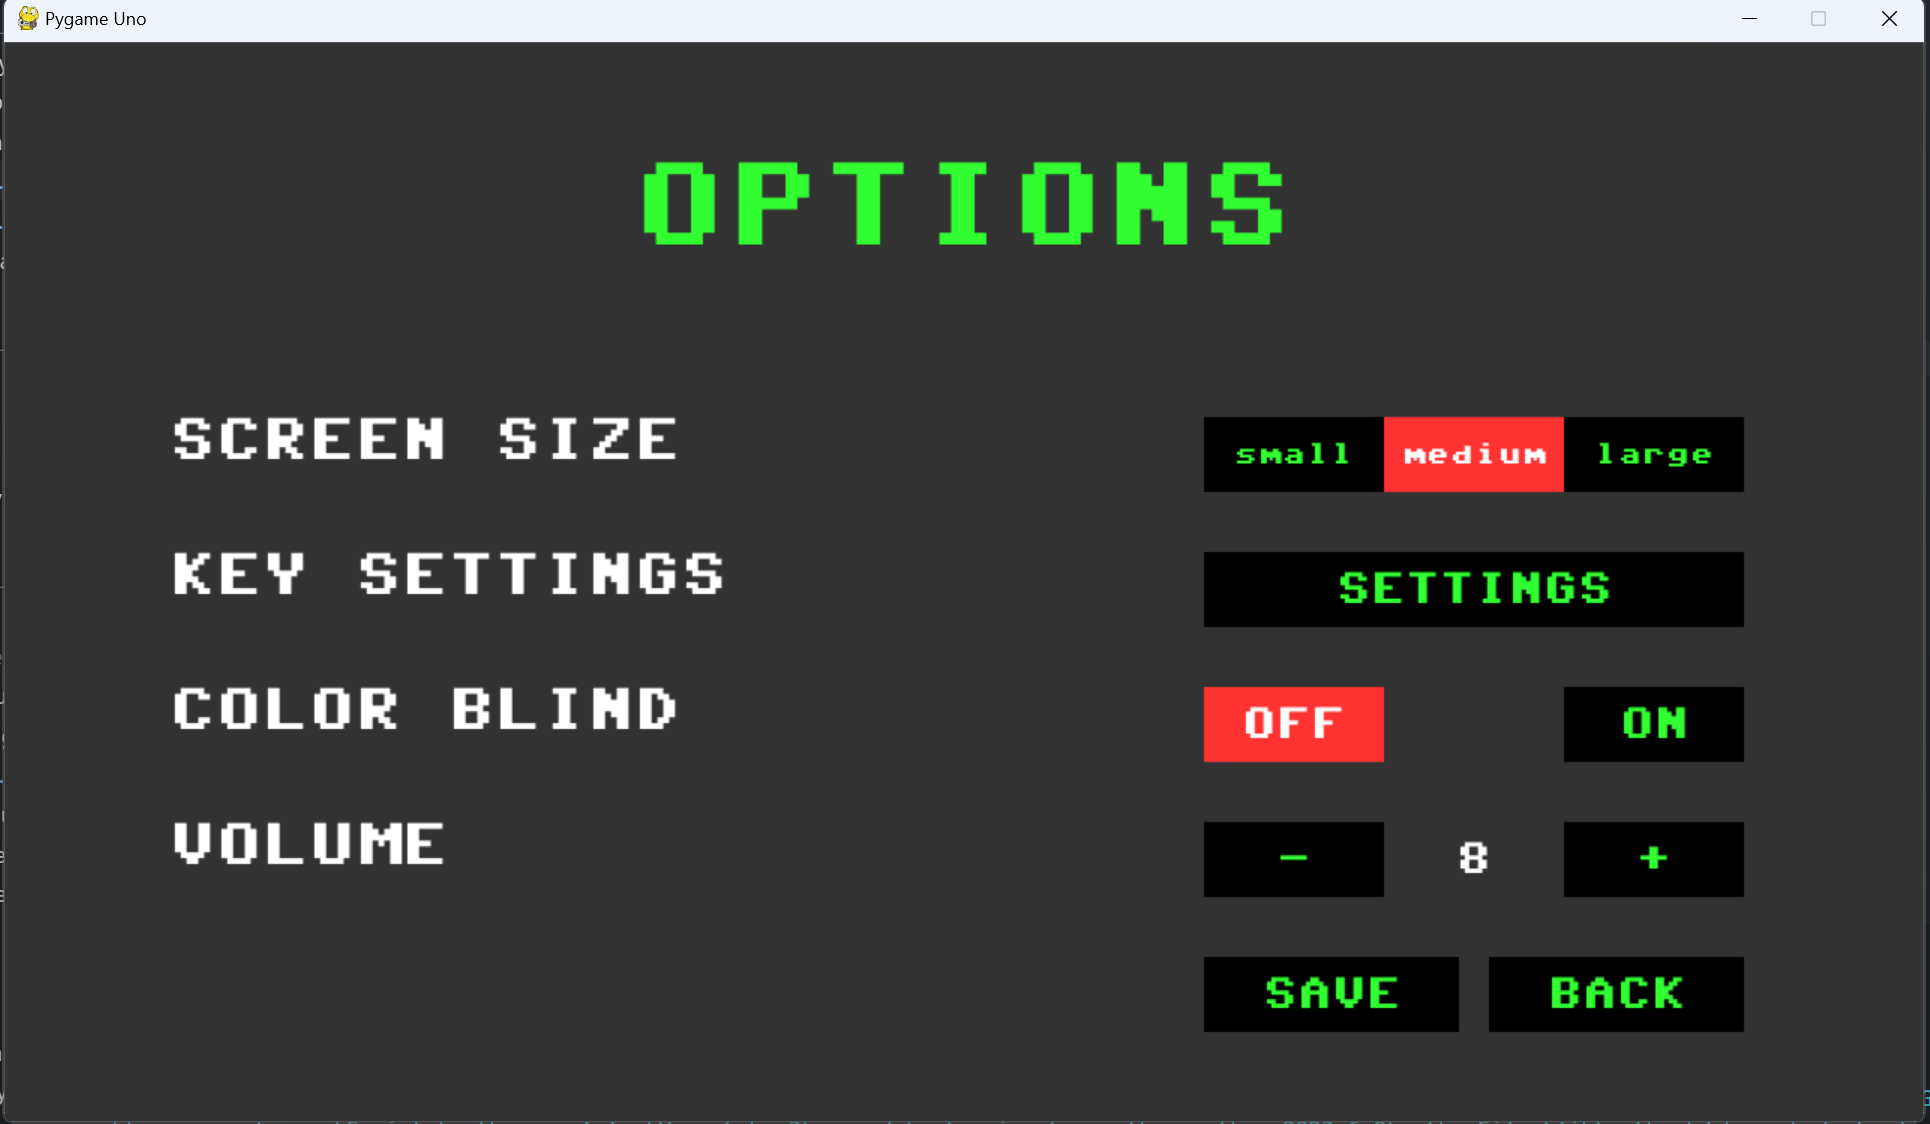 Pygame Uno
OPTIONS
SCREEN SIZE small medium large
KEY SETTINGS SETTINGS
COLOR BLIND OFF ON
VOLUME - 8 +
SAVE BACK